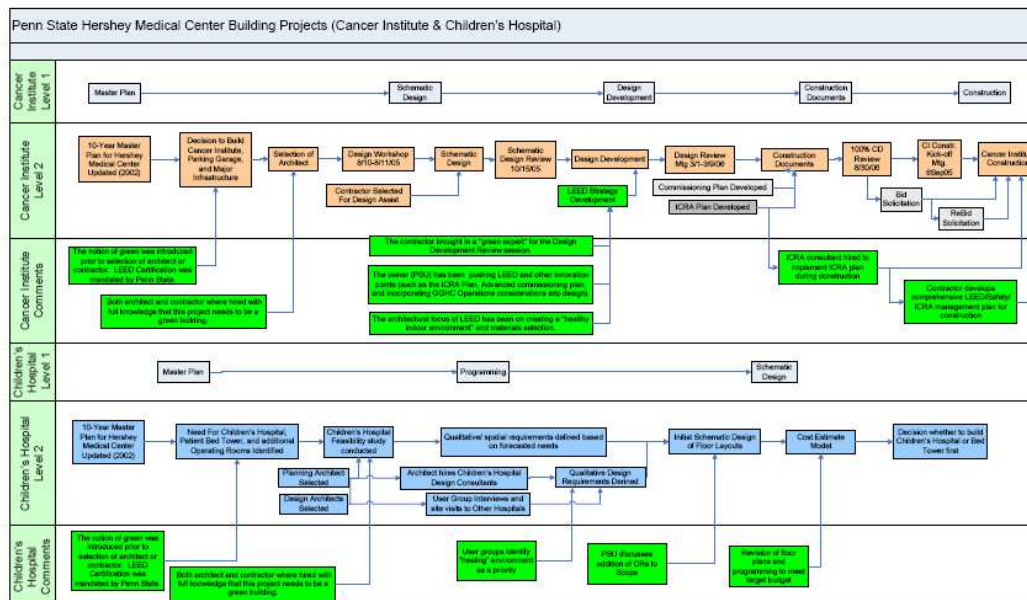 Penn State Hershey Medical Center Building Projects (Cancer Institute & Children's Hospital)
Cancer
Institute
Level 1
Master Plan
Schematic
Design
Design
Development
Construction
Documents
Construction
Cancer Institute
Level 2
10-Year Master
Plan for Hershey
Medical Center
Updated (2002)
Decision to Build
Cancer Institute,
Parking Garage,
and Major
Infrastructure
Selection of
Architect
Design Workshop
8/10-8/11/05
Contractor Selected
For Design Assist
Schematic
Design
Schematic
Design Review
10/15/05
Design Development
LEED Strategy
Development
Design Review
Mtg 3/1-3/9/06
Commissioning Plan Developed
ICRA Plan Developed
Construction
Documents
100% CD
Review
8/30/06
Bid
Solicitation
CI Constr.
Kick-off
Mtg.
ReBid
Solicitation
Cancer Institute
Construction
Cancer Institute
Comments
The notion of green was introduced
prior to selection of architect or
contractor. LEED Certification was
mandated by Penn State
Both architect and contractor where hired with
full knowledge that this project needs to be a
green building.
The contractor brought in a "green expert" for the Design
Development Review session.
The owner (PSU) has been pushing LEED and other innovation
points (such as the ICRA Plan, Advanced commissioning plan,
and incorporating GGHC Operations considerations into design).
The architectural focus of LEED has been on creating a "healthy
indoor environment" and materials selection.
ICRA consultant hired to
implement ICRA plan
during construction
Contractor develops
comprehensive LEED/Safety/
ICRA management plan for
construction
Children's
Hospital
Level 1
Master Plan
Programming
Schematic
Design
Children's Hospital
Level 2
10-Year Master
Plan for Hershey
Medical Center
Updated (2002)
Need For Children's Hospital,
Patient Bed Tower, and additional
Operating Rooms Identified
Children's Hospital
Feasibility study
conducted
Planning Architect
Selected
Design Architects
Selected
Qualitative/ spatial requirements defined based
on forecasted needs
Architect hires Children's Hospital
Design Consultants
User Group Interviews and
site visits to Other Hospitals
Qualitative Design
Requirements Derived
Initial Schematic Design
of Floor Layouts
Cost Estimate
Model
Decision whether to build
Children's Hospital or Bed
Tower first
Children's
Hospital
Comments
The notion of green was
introduced prior to
selection of architect or
contractor. LEED
Certification was
mandated by Penn State
Both architect and contractor where hired with
full knowledge that this project needs to be a
green building.
User groups identify
"healing" environment
as a priority
PSU discusses
addition of ORs to
Scope
Revision of floor
plans and
programming to meet
target budget